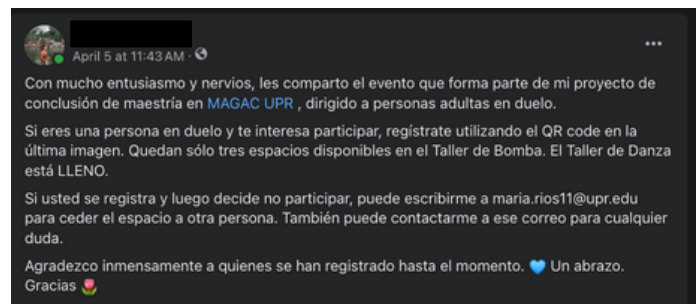 April 5 at 11:43 AM ·
Con mucho entusiasmo y nervios, les comparto el evento que forma parte de mi proyecto de
conclusión de maestría en MAGAC UPR , dirigido a personas adultas en duelo.
Si eres una persona en duelo y te interesa participar, regístrate utilizando el QR code en la
última imagen. Quedan sólo tres espacios disponibles en el Taller de Bomba. El Taller de Danza
está LLENO.
Si usted se registra y luego decide no participar, puede escribirme a maria.rios11@upr.edu
para ceder el espacio a otra persona. También puede contactarme a ese correo para cualquier
duda.
Agradezco inmensamente a quienes se han registrado hasta el momento. 💙 Un abrazo.
Gracias 🌷